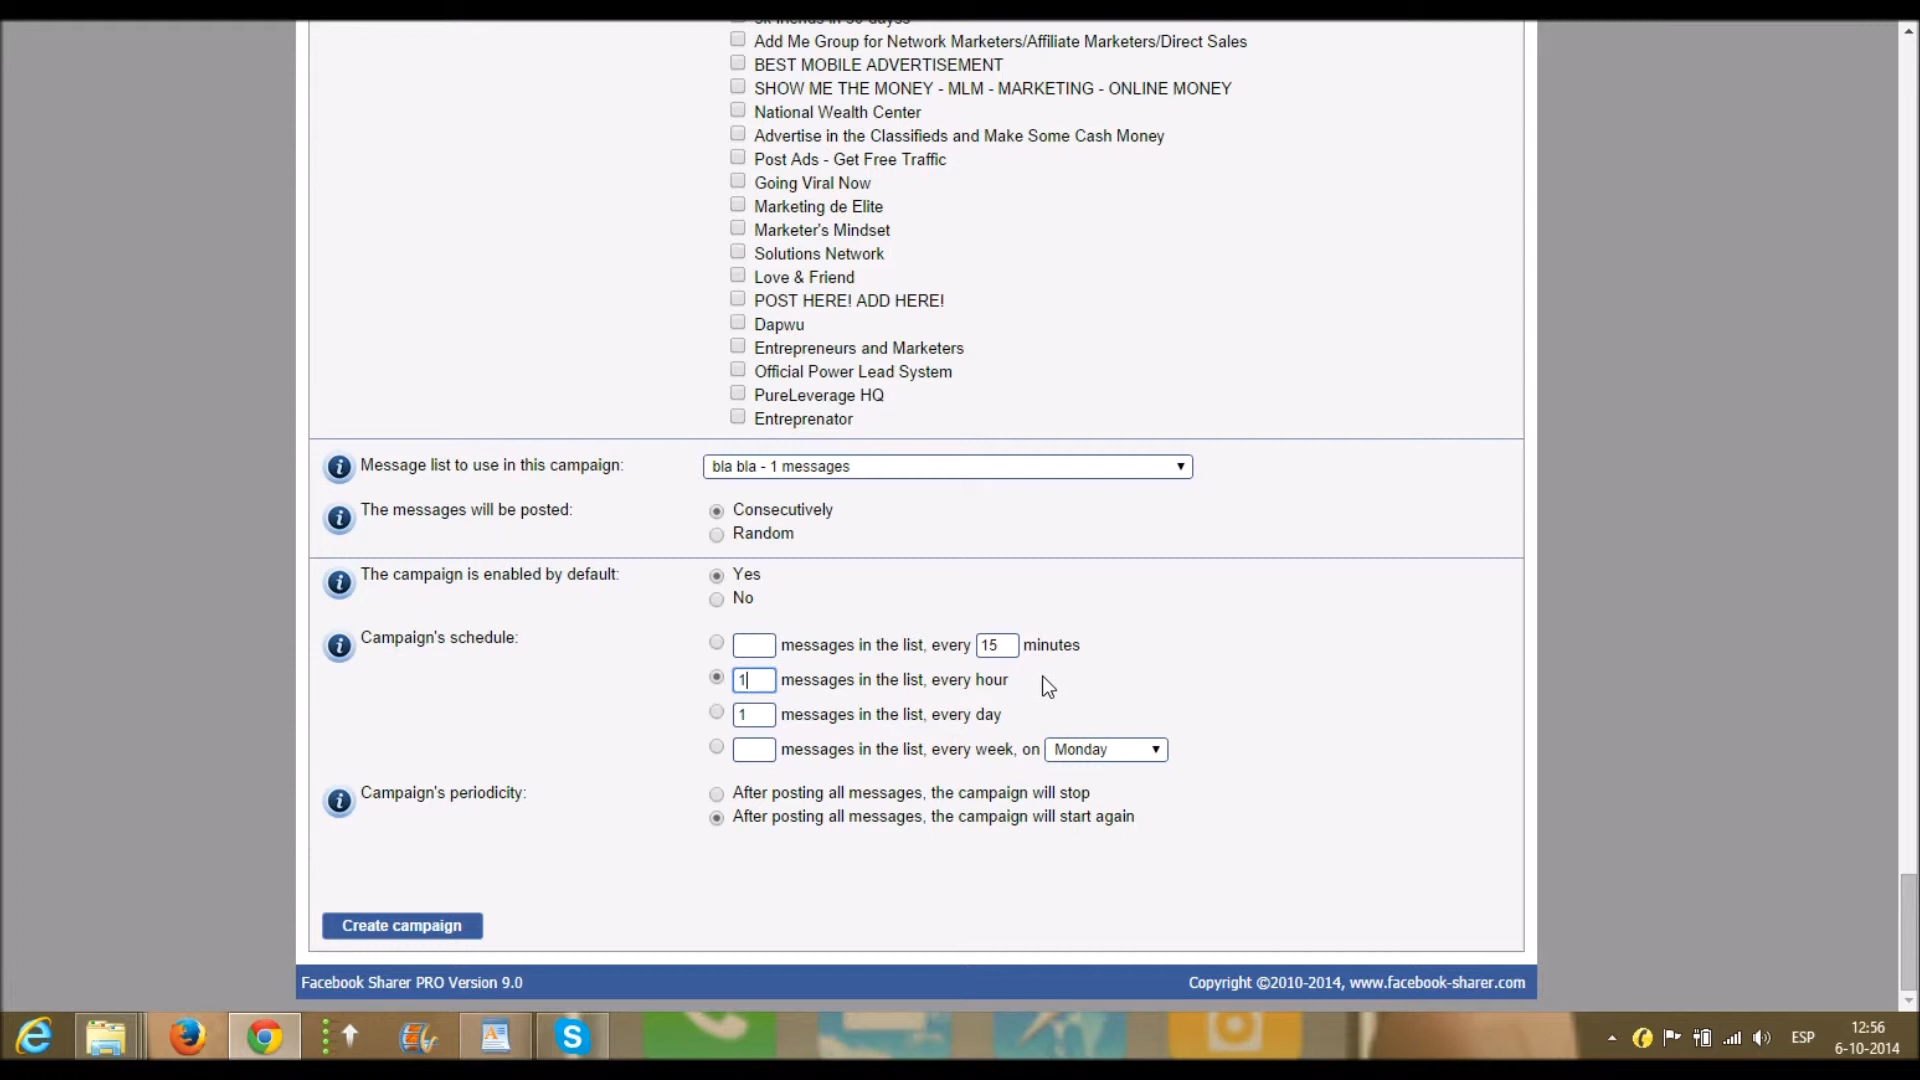 5k friends in 30 dayss
Add Me Group for Network Marketers/Affiliate Marketers/Direct Sales
BEST MOBILE ADVERTISEMENT
SHOW ME THE MONEY - MLM - MARKETING - ONLINE MONEY
National Wealth Center
Advertise in the Classifieds and Make Some Cash Money
Post Ads - Get Free Traffic
Going Viral Now
Marketing de Elite
Marketer's Mindset
Solutions Network
Love & Friend
POST HERE! ADD HERE!
Dapwu
Entrepreneurs and Marketers
Official Power Lead System
PureLeverage HQ
Entreprenator
Message list to use in this campaign: bla bla - 1 messages
The messages will be posted: Consecutively
Random
The campaign is enabled by default: Yes
No
Campaign's schedule: messages in the list, every 15 minutes
1 messages in the list, every hour
1 messages in the list, every day
messages in the list, every week, on Monday
Campaign's periodicity: After posting all messages, the campaign will stop
After posting all messages, the campaign will start again
Create campaign
Facebook Sharer PRO Version 9.0 Copyright ©2010-2014, www.facebook-sharer.com
ESP 12:56
6-10-2014